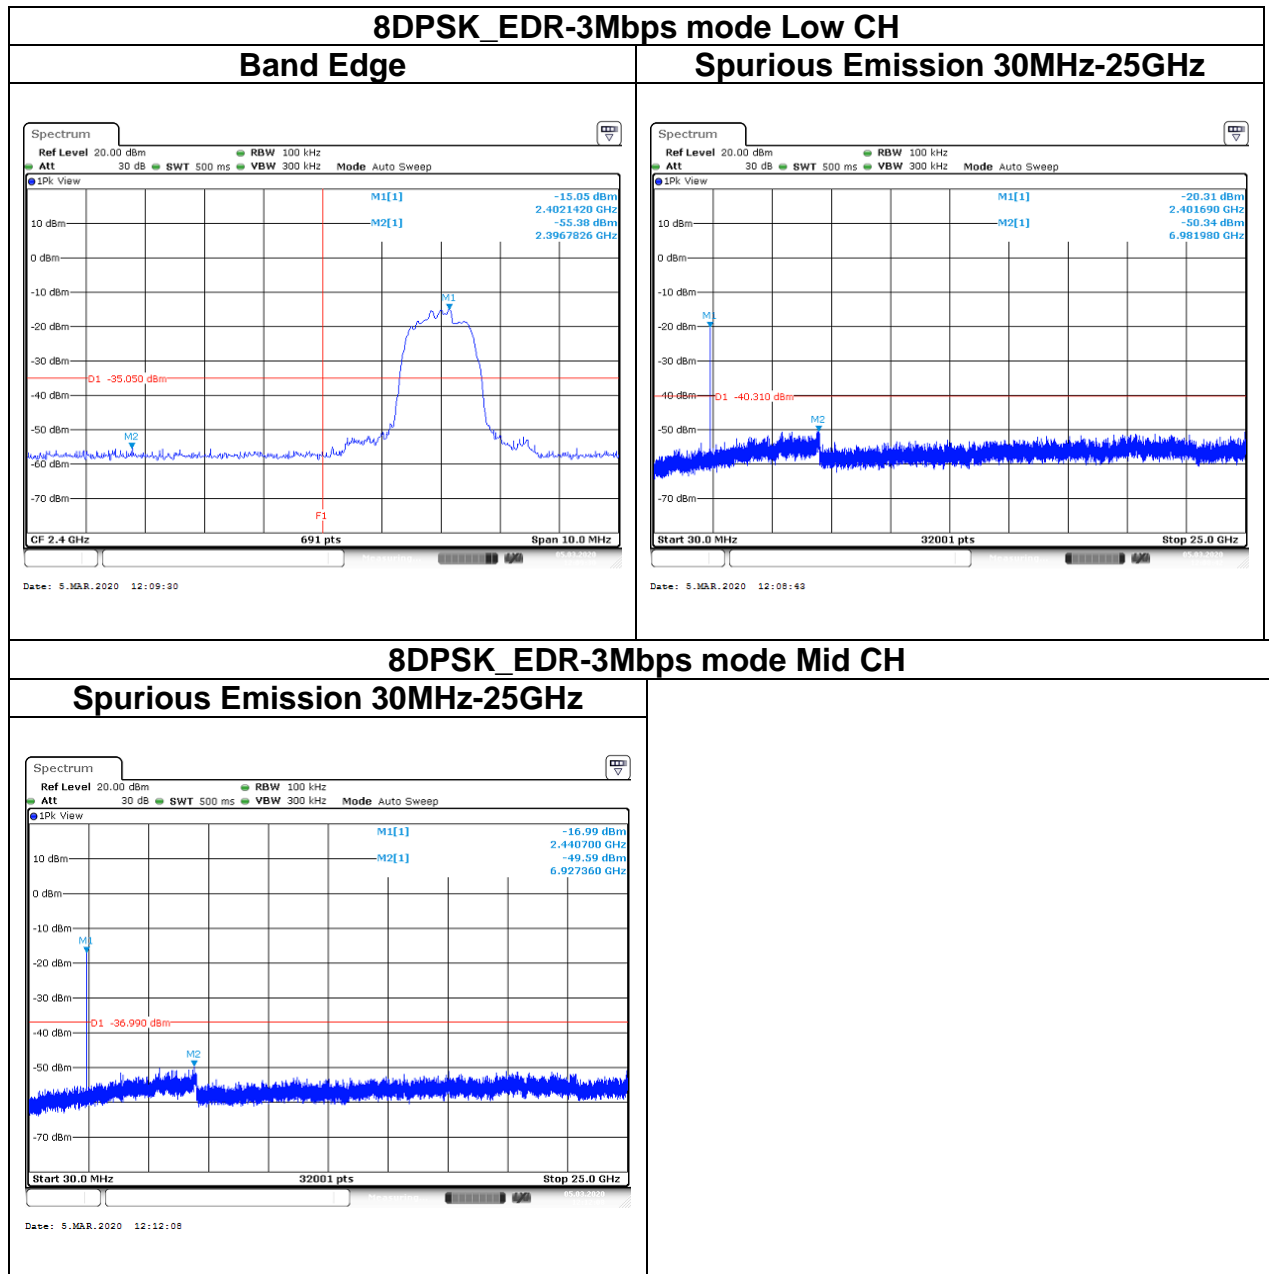 8DPSK_EDR-3Mbps mode Low CH
Band Edge
Spurious Emission 30MHz-25GHz
Spectrum
Ref Level 20.00 dBm RBW 100 kHz
Att 30 dB SWT 500 ms VBW 300 kHz Mode Auto Sweep
1Pk View
M1[1] -15.05 dBm
2.4021420 GHz
M2[1] -55.38 dBm
2.3967826 GHz
10 dBm
0 dBm
-10 dBm
M1
-20 dBm
-30 dBm
D1 -35.050 dBm
-40 dBm
-50 dBm
M2
-60 dBm
-70 dBm
F1
CF 2.4 GHz 691 pts Span 10.0 MHz
Date: 5.MAR.2020 12:09:30
Spectrum
Ref Level 20.00 dBm RBW 100 kHz
Att 30 dB SWT 500 ms VBW 300 kHz Mode Auto Sweep
1Pk View
M1[1] -20.31 dBm
2.401690 GHz
M2[1] -50.34 dBm
6.981980 GHz
10 dBm
0 dBm
-10 dBm
M1
-20 dBm
-30 dBm
-40 dBm D1 -40.310 dBm
M2
-50 dBm
-60 dBm
-70 dBm
Start 30.0 MHz 32001 pts Stop 25.0 GHz
Date: 5.MAR.2020 12:08:43
8DPSK_EDR-3Mbps mode Mid CH
Spurious Emission 30MHz-25GHz
Spectrum
Ref Level 20.00 dBm RBW 100 kHz
Att 30 dB SWT 500 ms VBW 300 kHz Mode Auto Sweep
1Pk View
M1[1] -16.99 dBm
2.440700 GHz
M2[1] -49.59 dBm
6.927360 GHz
10 dBm
0 dBm
-10 dBm
M1
-20 dBm
-30 dBm
D1 -36.990 dBm
-40 dBm
M2
-50 dBm
-70 dBm
Start 30.0 MHz 32001 pts Stop 25.0 GHz
05.03.2020
Date: 5.MAR.2020 12:12:08